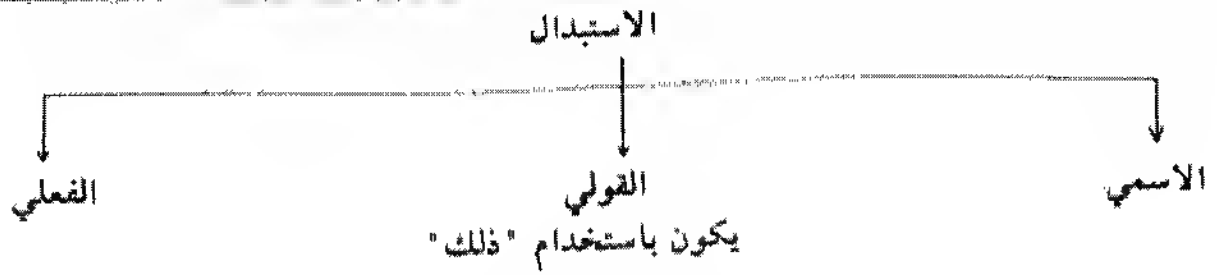 الاستبدال
الاسمي
القولي
الفعلي
يكون باستخدام "ذلك"